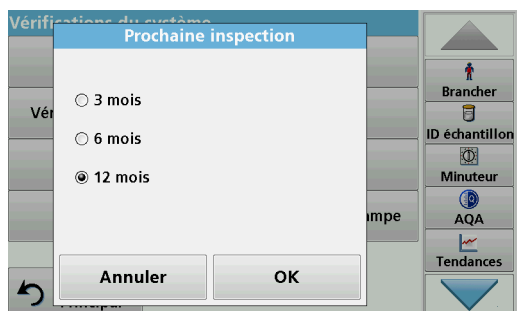 Vérifications du système
Prochaine inspection
3 mois
6 mois
12 mois
Annuler
OK
Principal
Brancher
ID échantillon
Minuteur
AQA
Tendances